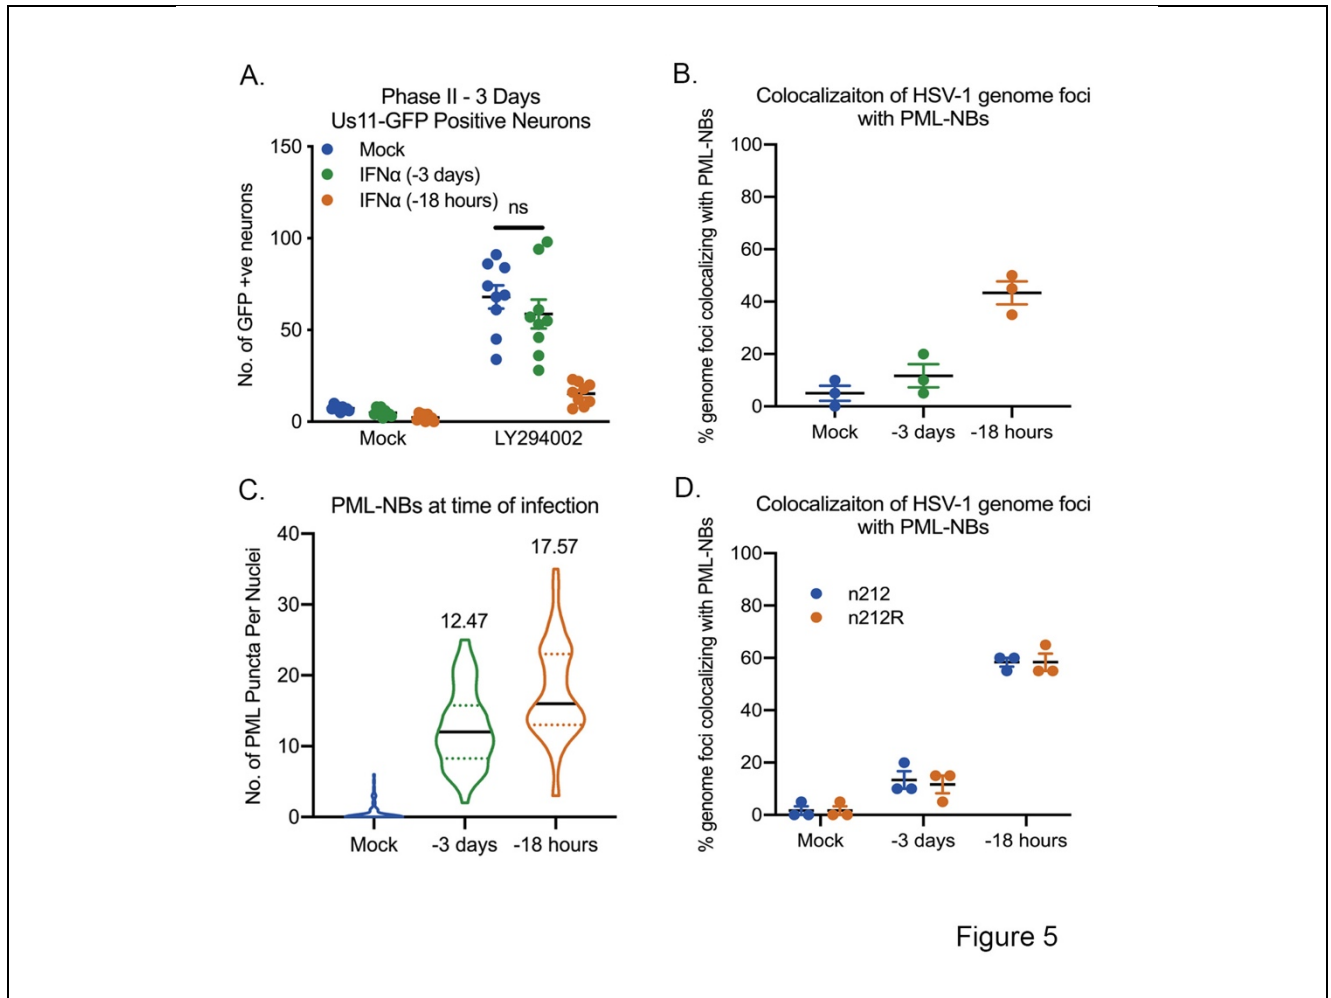 A.
Phase II - 3 Days
Us11-GFP Positive Neurons
No. of GFP +ve neurons
150
100
50
0
Mock
IFNα (-3 days)
IFNα (-18 hours)
ns
Mock
LY294002
B.
Colocalizaiton of HSV-1 genome foci
with PML-NBs
% genome foci colocalizing with PML-NBs
100
80
60
40
20
0
Mock
-3 days
-18 hours
C.
PML-NBs at time of infection
No. of PML Puncta Per Nuclei
40
30
20
10
0
12.47
17.57
Mock
-3 days
-18 hours
D.
Colocalizaiton of HSV-1 genome foci
with PML-NBs
% genome foci colocalizing with PML-NBs
100
80
60
40
20
0
n212
n212R
Mock
-3 days
-18 hours
Figure 5